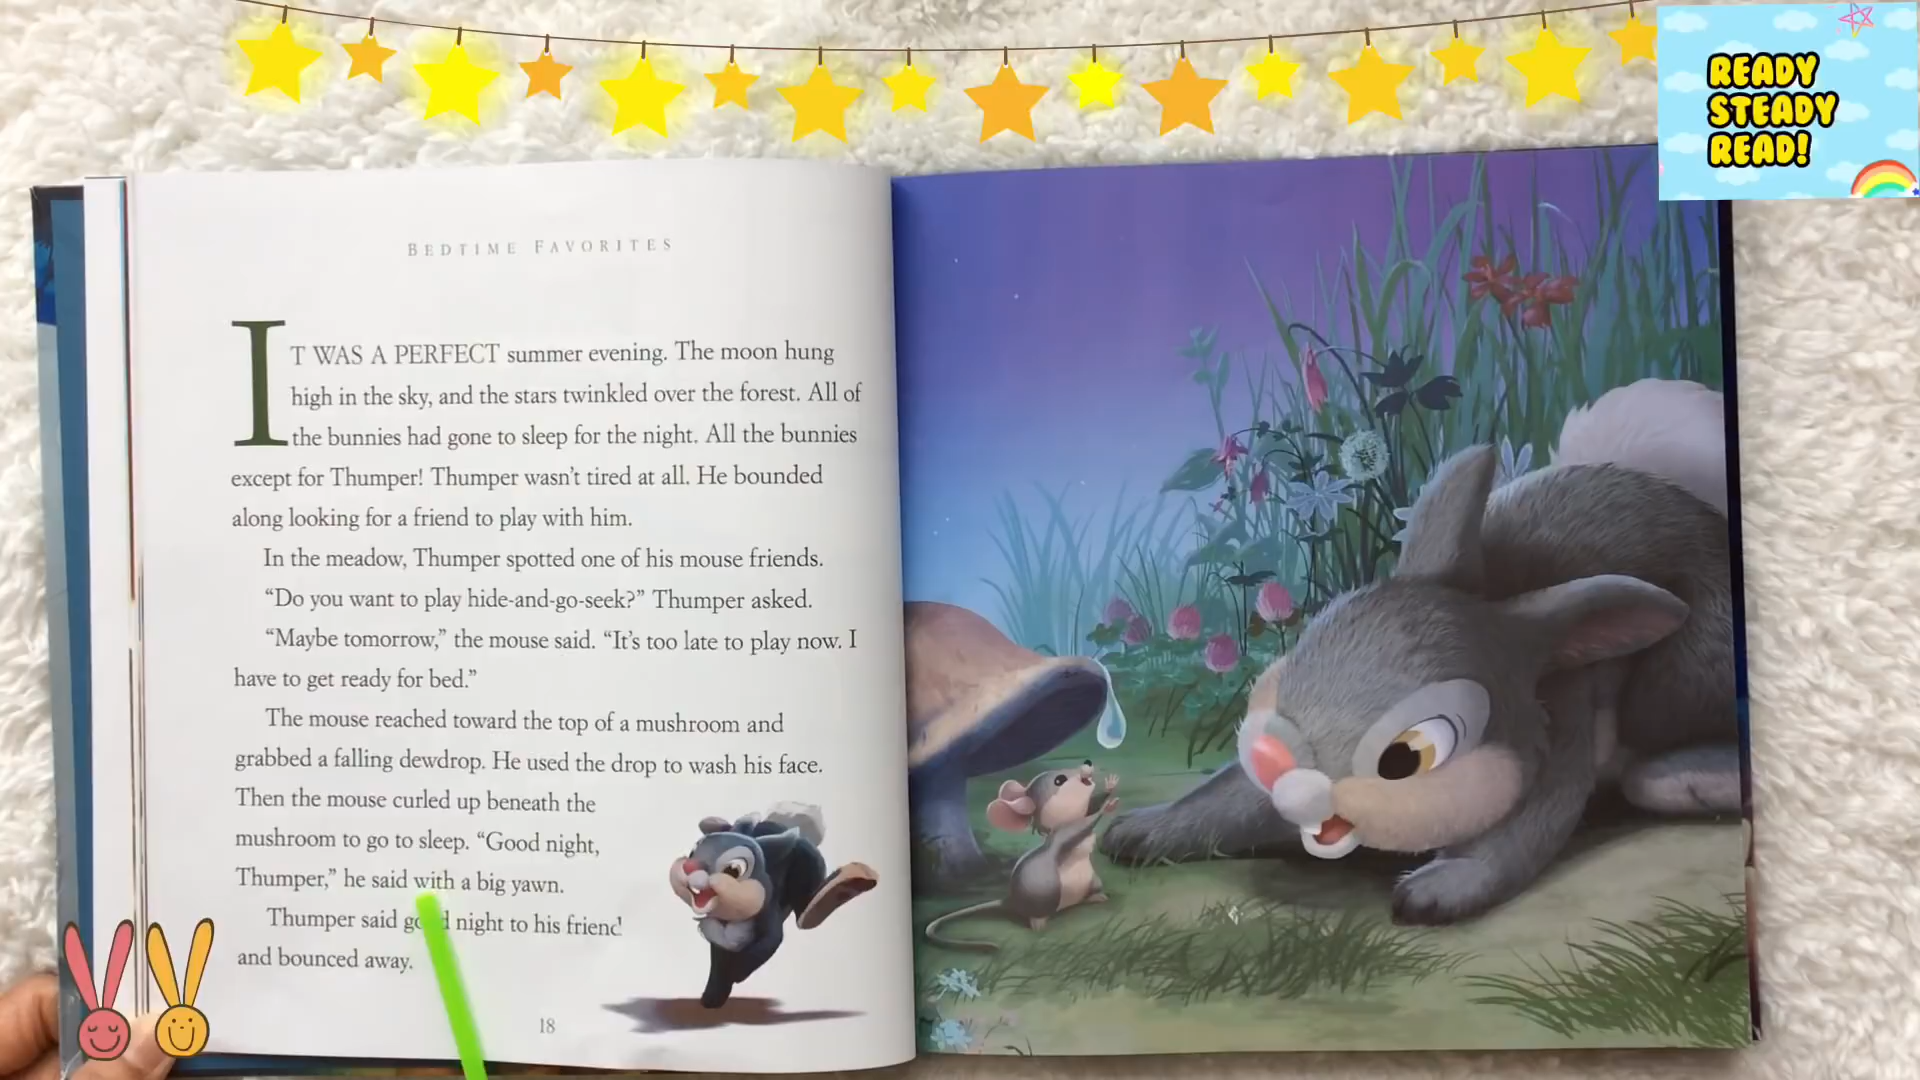 READY
STEADY
READ!
BEDTIME FAVORITES
IT WAS A PERFECT summer evening. The moon hung
high in the sky, and the stars twinkled over the forest. All of
the bunnies had gone to sleep for the night. All the bunnies
except for Thumper! Thumper wasn’t tired at all. He bounded
along looking for a friend to play with him.
In the meadow, Thumper spotted one of his mouse friends.
“Do you want to play hide-and-go-seek?” Thumper asked.
“Maybe tomorrow,” the mouse said. “It’s too late to play now. I
have to get ready for bed.”
The mouse reached toward the top of a mushroom and
grabbed a falling dewdrop. He used the drop to wash his face.
Then the mouse curled up beneath the
mushroom to go to sleep. “Good night,
Thumper,” he said with a big yawn.
Thumper said good night to his friend
and bounced away.
18